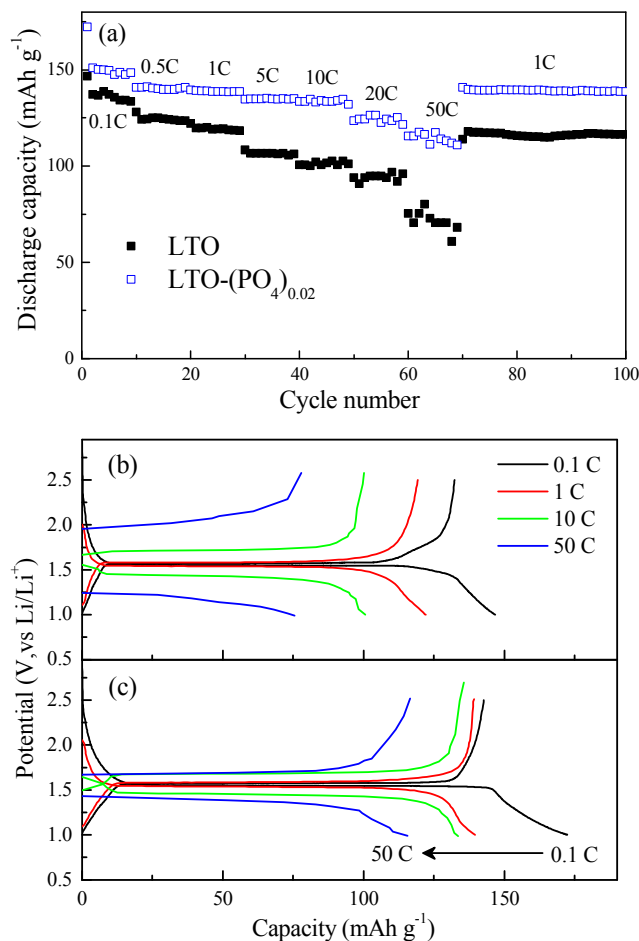 (a)
Discharge capacity (mAh g⁻¹)
150
100
50
0
0.1C
0.5C
1C
5C
10C
20C
50C
1C
LTO
LTO-(PO₄)₀.₀₂
0 20 40 60 80 100
Cycle number
(b)
0.1 C
1 C
10 C
50 C
2.5
2.0
1.5
1.0
0.5
Potential (V,vs Li/Li⁺)
(c)
2.5
2.0
1.5
1.0
0.5
50 C
0.1 C
0 50 100 150
Capacity (mAh g⁻¹)